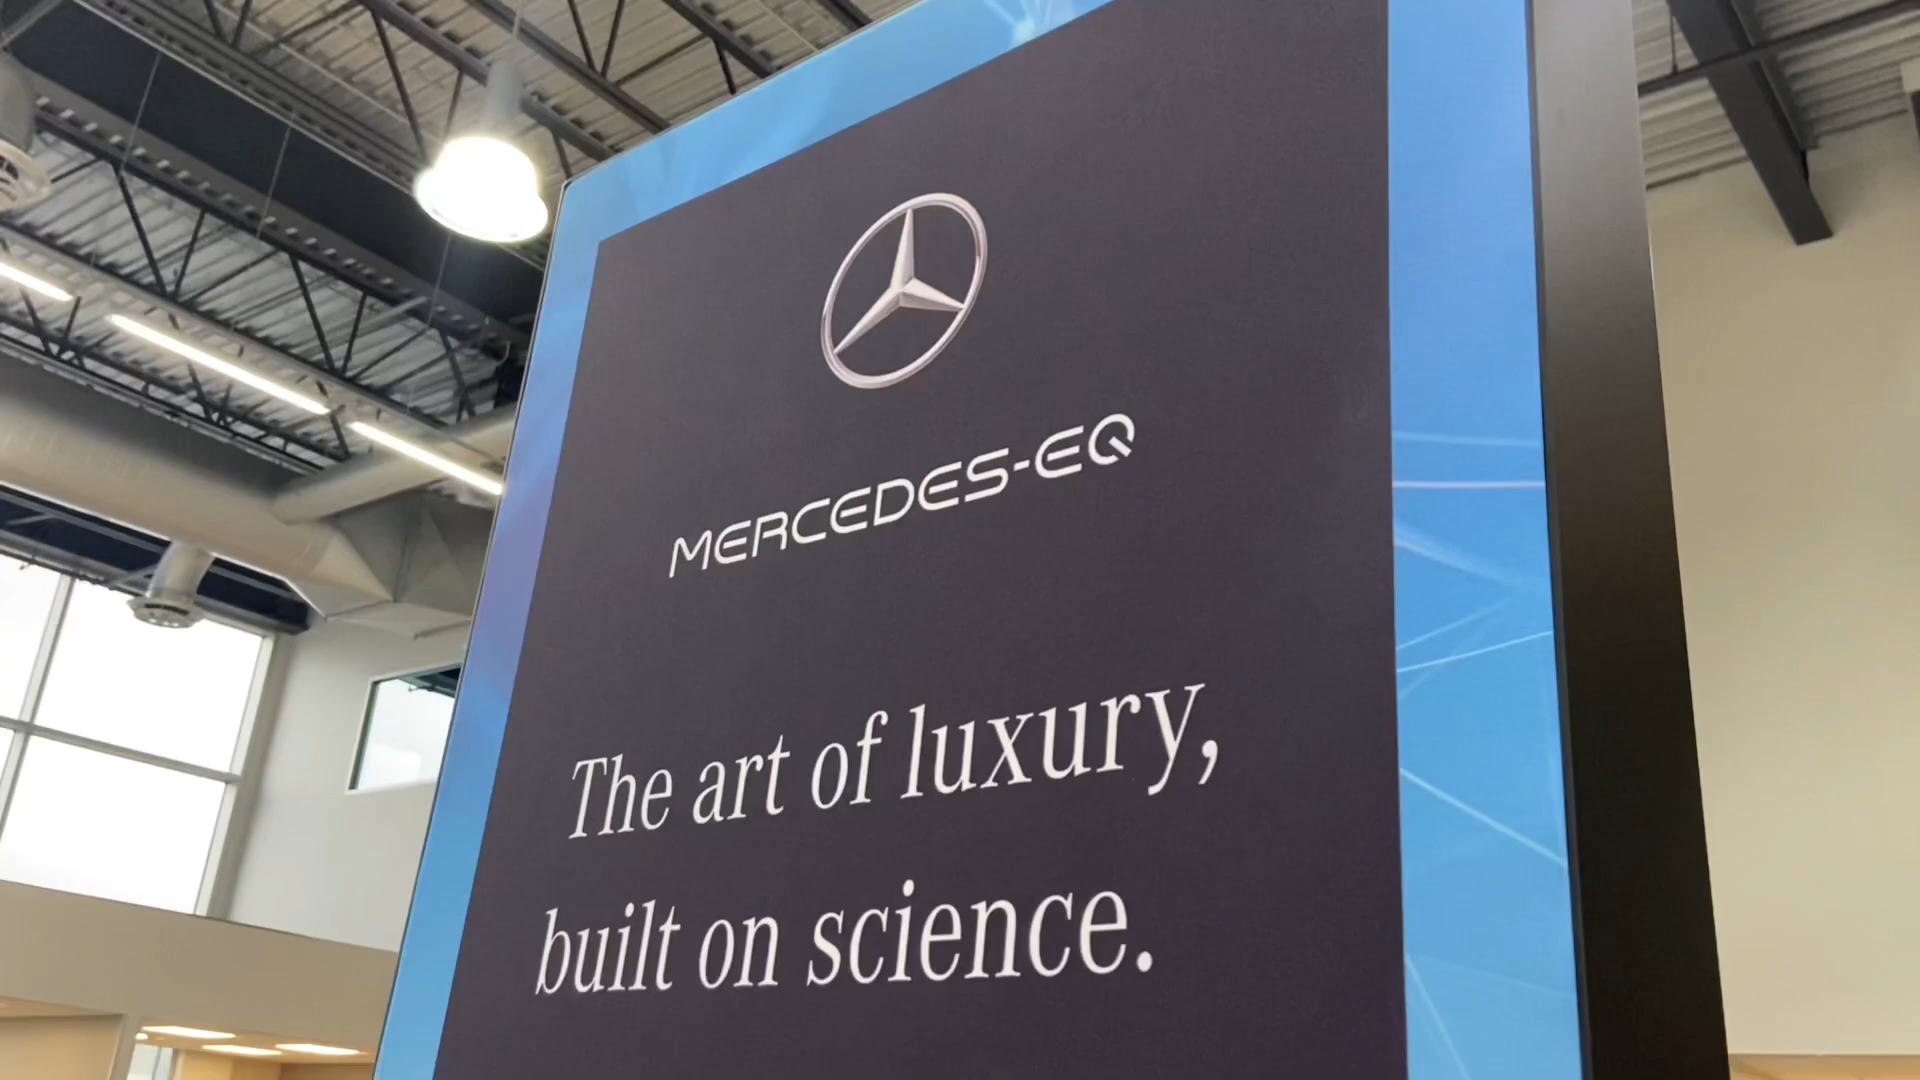 MERCEDES-EQ
The art of luxury,
built on science.